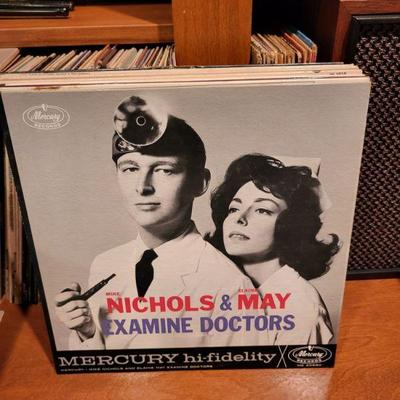 Mercury
RECORDS
MIKE ELAINE
NICHOLS & MAY
EXAMINE DOCTORS
MERCURY hi-fidelity
Mercury
RECORDS
MERCURY • MIKE NICHOLS AND ELAINE MAY EXAMINE DOCTORS